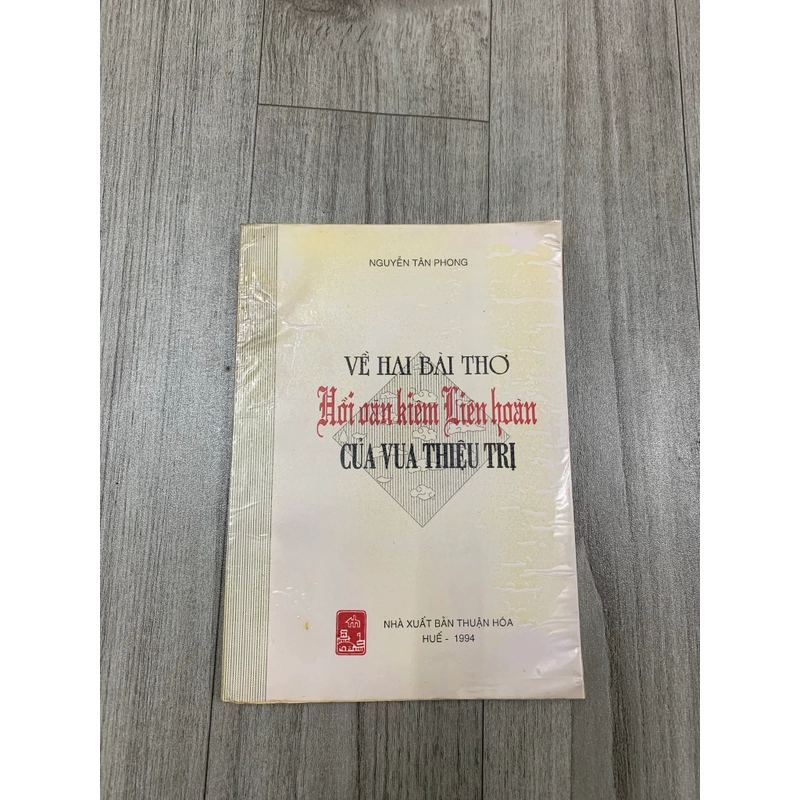 NGUYỄN TÂN PHONG
VỀ HAI BÀI THƠ
Hồi văn kiêm Liên hoàn
CỦA VUA THIỆU TRỊ
NHÀ XUẤT BẢN THUẬN HÓA
HUẾ - 1994